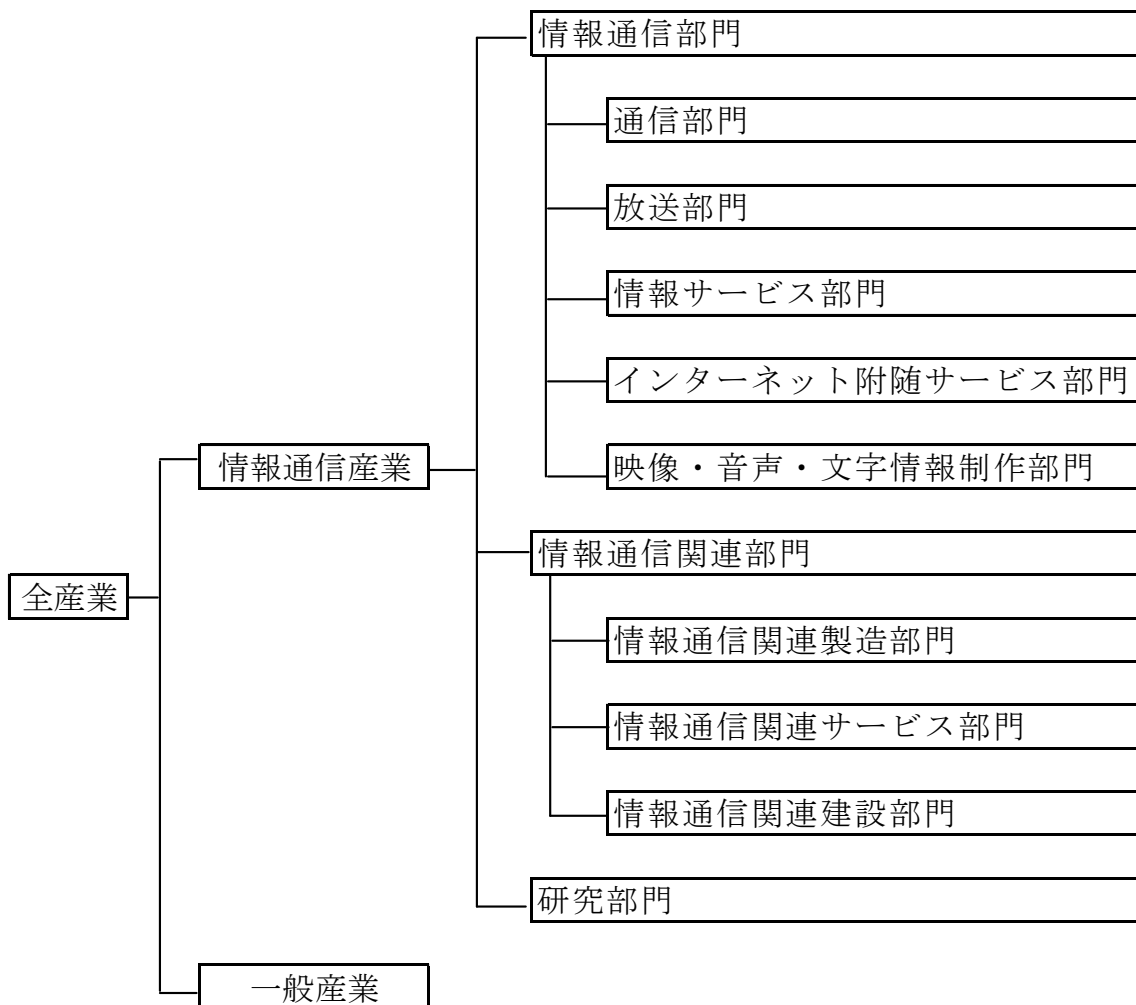 情報通信部門
通信部門
放送部門
情報サービス部門
インターネット附随サービス部門
映像・音声・文字情報制作部門
情報通信産業
情報通信関連部門
全産業
情報通信関連製造部門
情報通信関連サービス部門
情報通信関連建設部門
研究部門
一般産業